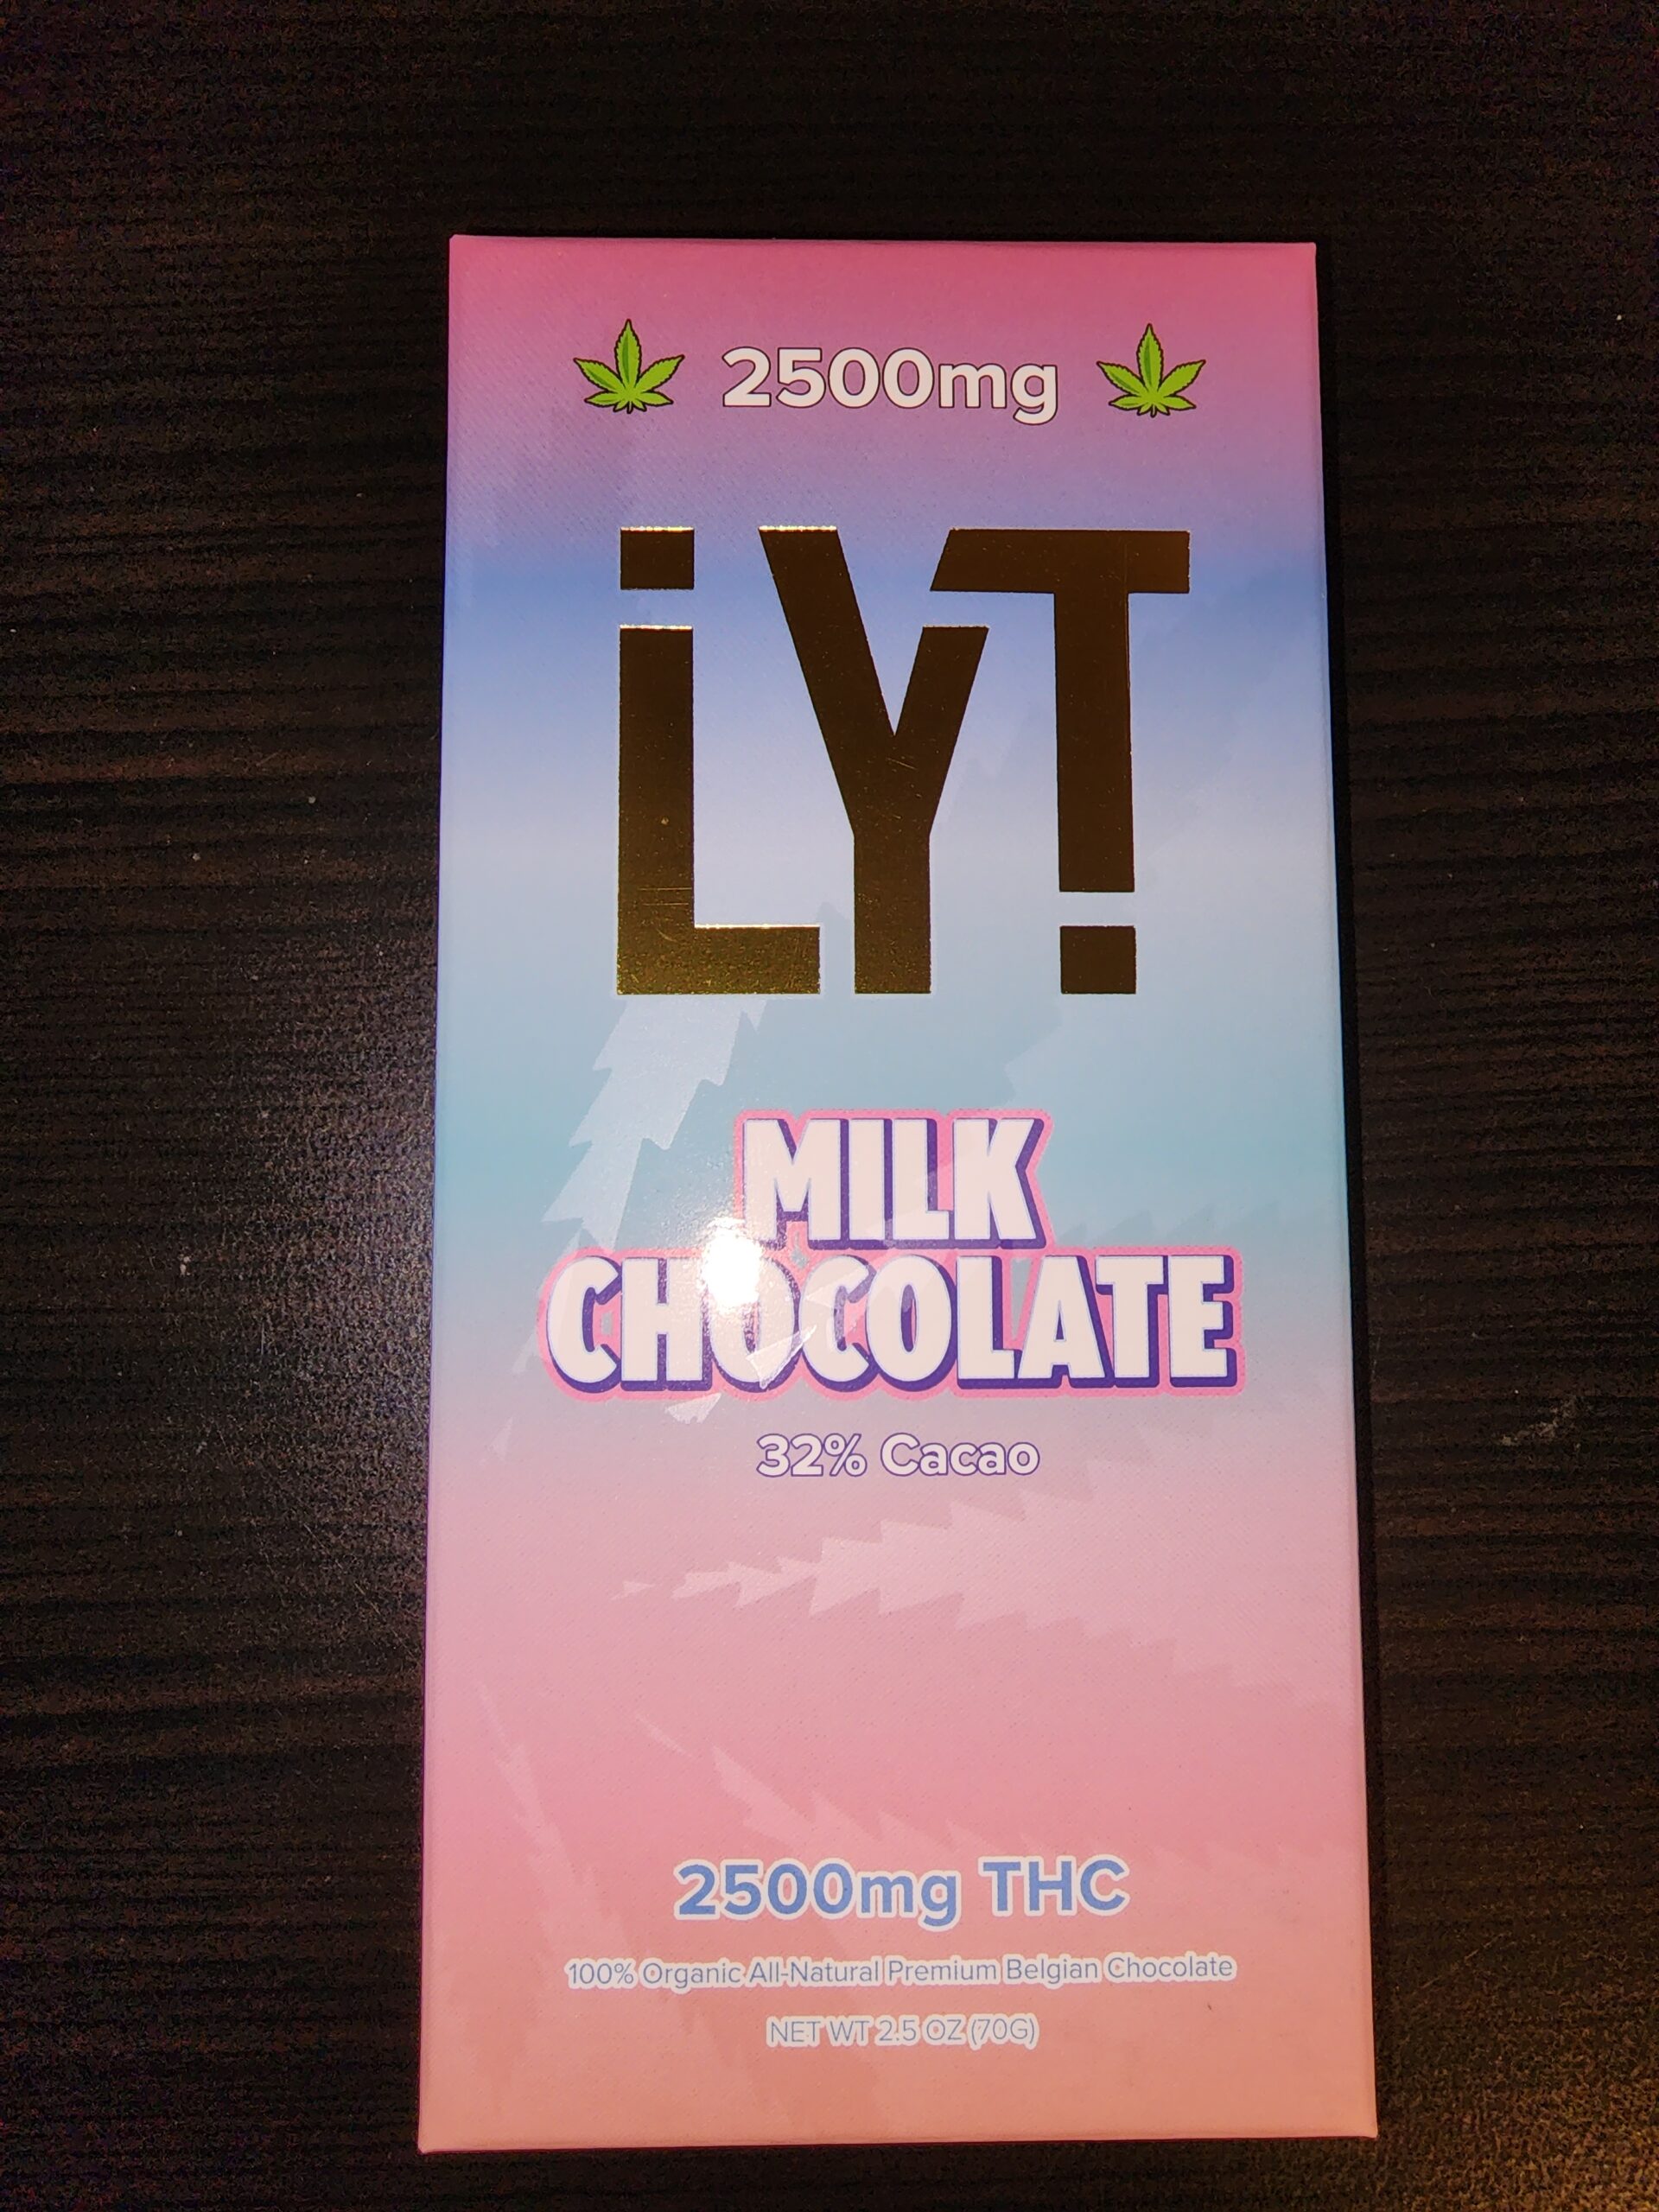 2500mg
LYT!
MILK
CHOCOLATE
32% Cacao
2500mg THC
100% Organic All-Natural Premium Belgian Chocolate
NET WT 2.5 OZ (70G)